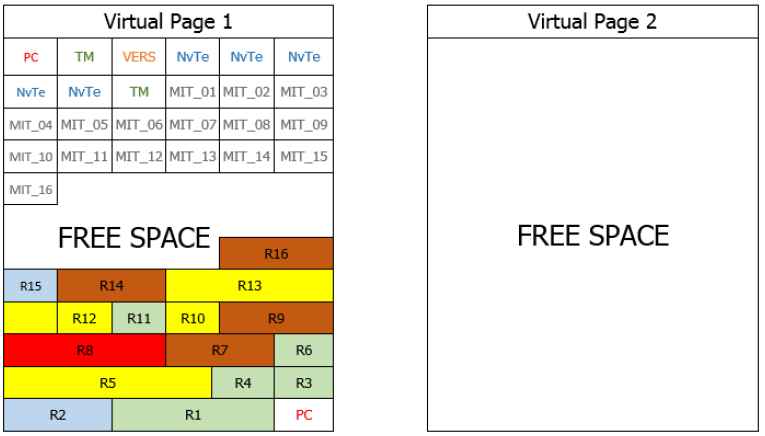 Virtual Page 1
PC TM VERS NvTe NvTe NvTe
NvTe NvTe TM MIT_01 MIT_02 MIT_03
MIT_04 MIT_05 MIT_06 MIT_07 MIT_08 MIT_09
MIT_10 MIT_11 MIT_12 MIT_13 MIT_14 MIT_15
MIT_16
FREE SPACE
R16
R15 R14 R13
R12 R11 R10 R9
R8 R7 R6
R5 R4 R3
R2 R1 PC
Virtual Page 2
FREE SPACE